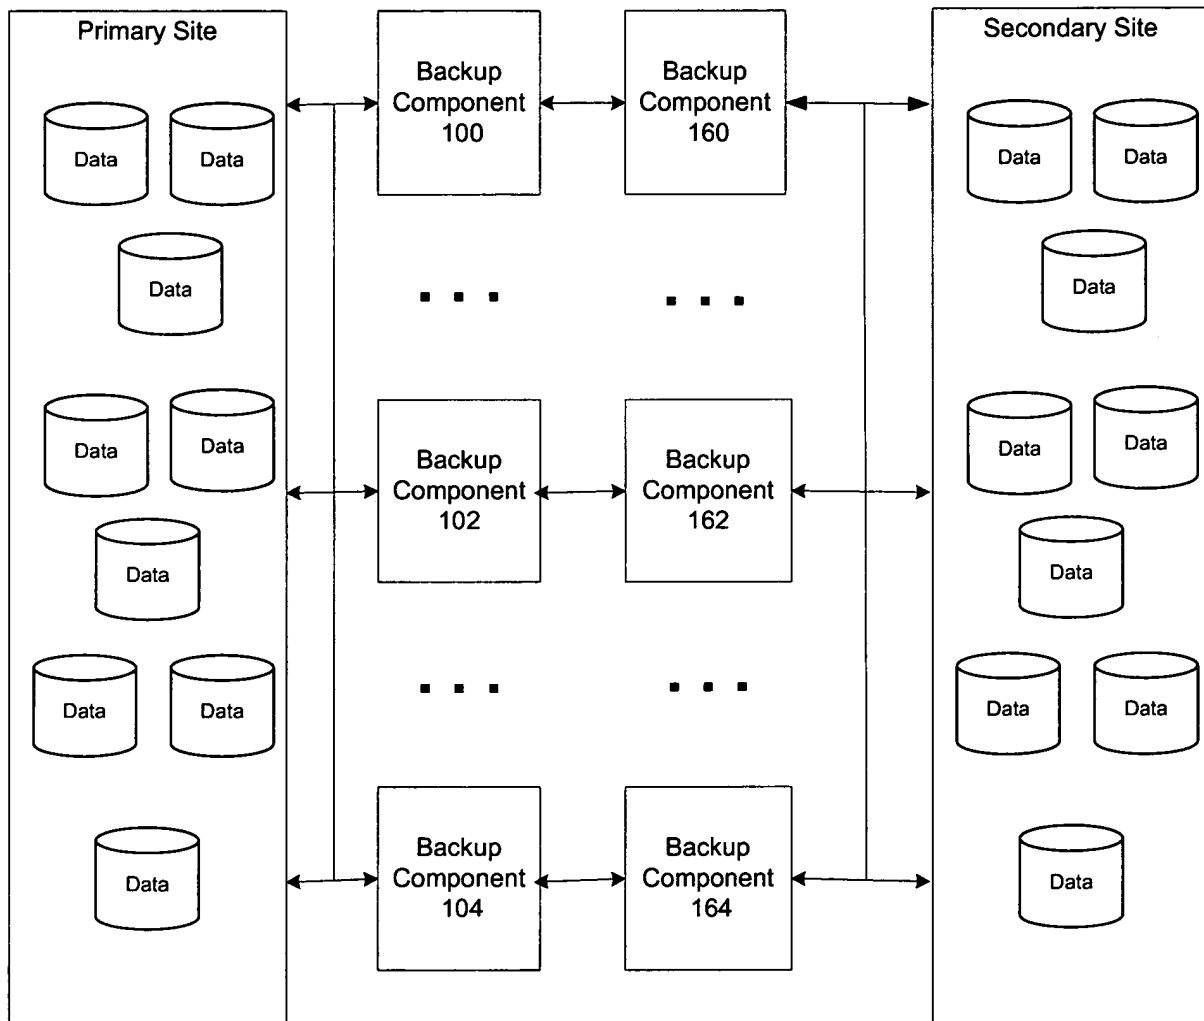 Primary Site
Backup
Component
100
Backup
Component
160
Secondary Site
Data
Data
Data
Data
Data
Data
Data
Data
Backup
Component
102
Backup
Component
162
Data
Data
Data
Data
Data
Data
Data
Data
Backup
Component
104
Backup
Component
164
Data
Data
Data
Data